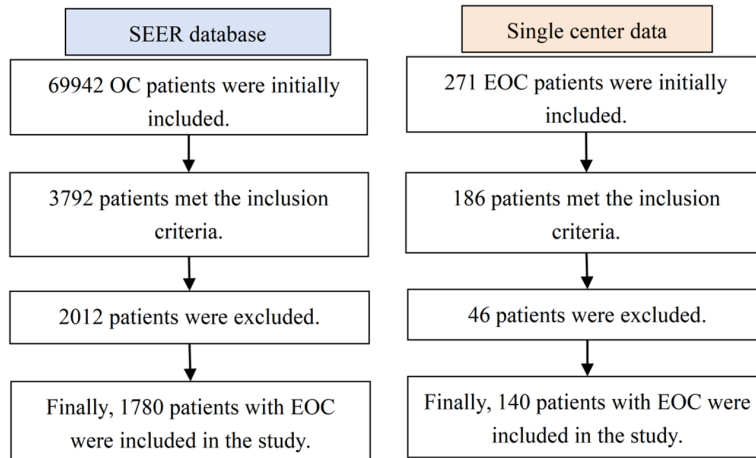 SEER database
69942 OC patients were initially
included.
3792 patients met the inclusion
criteria.
2012 patients were excluded.
Finally, 1780 patients with EOC
were included in the study.
Single center data
271 EOC patients were initially
included.
186 patients met the inclusion
criteria.
46 patients were excluded.
Finally, 140 patients with EOC were
included in the study.